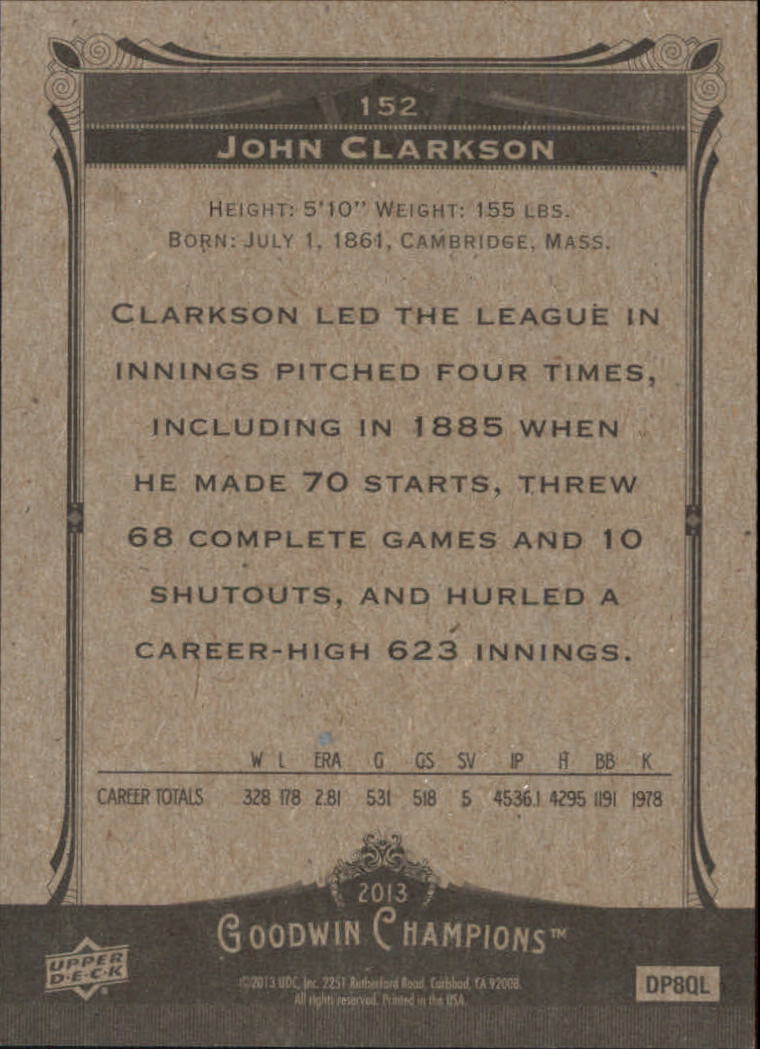 152
JOHN CLARKSON
HEIGHT: 5'10" WEIGHT: 155 LBS.
BORN: JULY 1, 1861, CAMBRIDGE, MASS.
CLARKSON LED THE LEAGUE IN
INNINGS PITCHED FOUR TIMES,
INCLUDING IN 1885 WHEN
HE MADE 70 STARTS, THREW
68 COMPLETE GAMES AND 10
SHUTOUTS, AND HURLED A
CAREER-HIGH 623 INNINGS.
W L ERA G GS SV IP H BB K
CAREER TOTALS 328 178 2.81 531 518 5 4536.1 4295 1191 1978
2013
GOODWIN CHAMPIONS™
UPPER
D·E·C·K
©2013 UDC, Inc. 2251 Rutherford Road, Carlsbad, CA 92008.
All rights reserved. Printed in the USA.
DP8QL